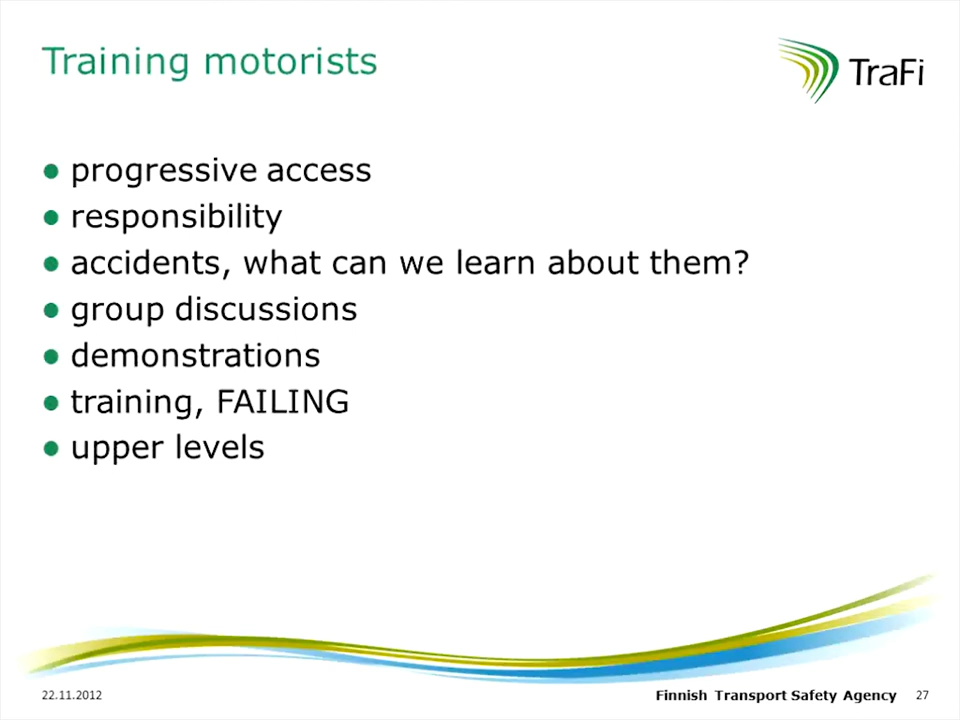 Training motorists
TraFi
● progressive access
● responsibility
● accidents, what can we learn about them?
● group discussions
● demonstrations
● training, FAILING
● upper levels
22.11.2012
Finnish Transport Safety Agency
27